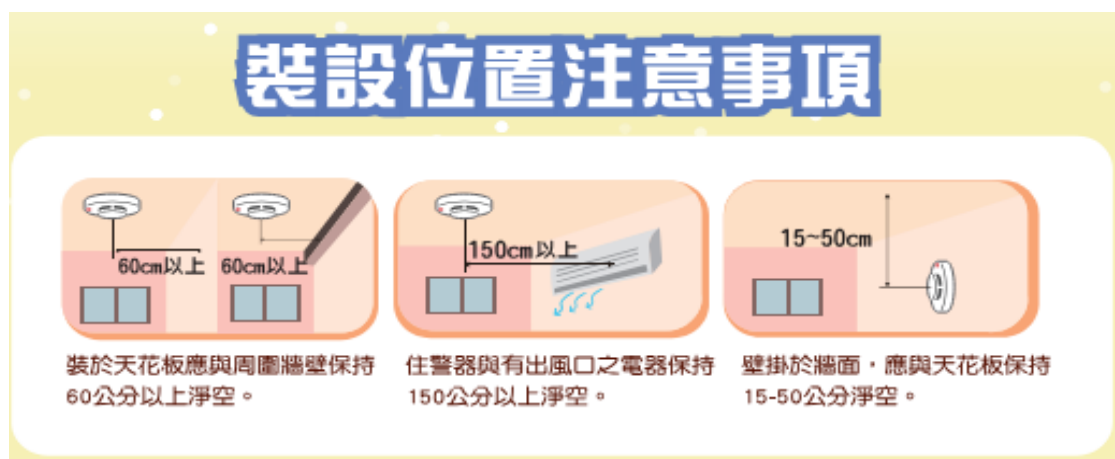 裝設位置注意事項
60cm以上
60cm以上
150cm以上
15~50cm
裝於天花板應與周圍牆壁保持
60公分以上淨空。
住警器與有出風口之電器保持
150公分以上淨空。
壁掛於牆面，應與天花板保持
15-50公分淨空。